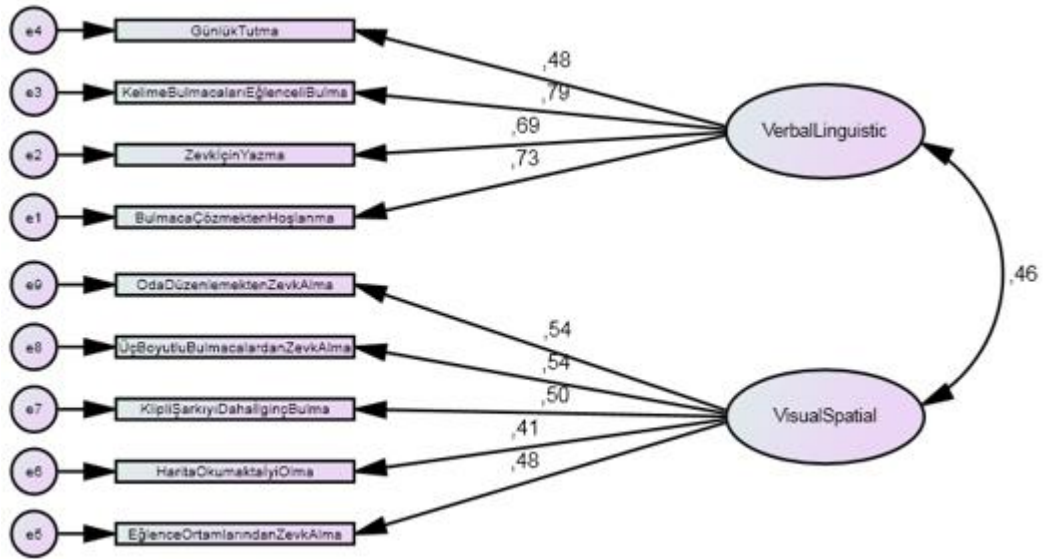 e4
GünlükTutma
,48
e3
KelimeBulmacalarıEğlenceliBulma
,79
VerbalLinguistic
e2
ZevkİçinYazma
,69
e1
BulmacaÇözmektenHoşlanma
,73
,46
e9
OdaDüzenlemektenZevkAlma
,54
e8
ÜçBoyutluBulmacalardanZevkAlma
,54
e7
KlipliŞarkıyıDahaİlginçBulma
,50
VisualSpatial
e6
HaritaOkumaktaİyiOlma
,41
e5
EğlenceOrtamlarındanZevkAlma
,48